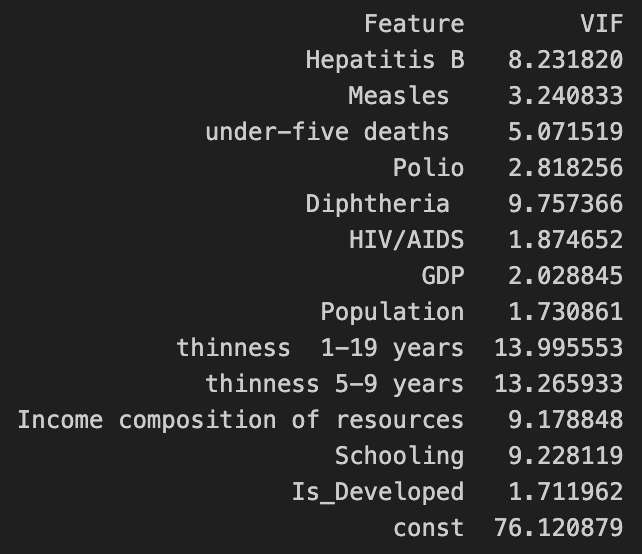 Feature VIF
Hepatitis B 8.231820
Measles 3.240833
under-five deaths 5.071519
Polio 2.818256
Diphtheria 9.757366
HIV/AIDS 1.874652
GDP 2.028845
Population 1.730861
thinness  1-19 years 13.995553
thinness 5-9 years 13.265933
Income composition of resources 9.178848
Schooling 9.228119
Is_Developed 1.711962
const 76.120879